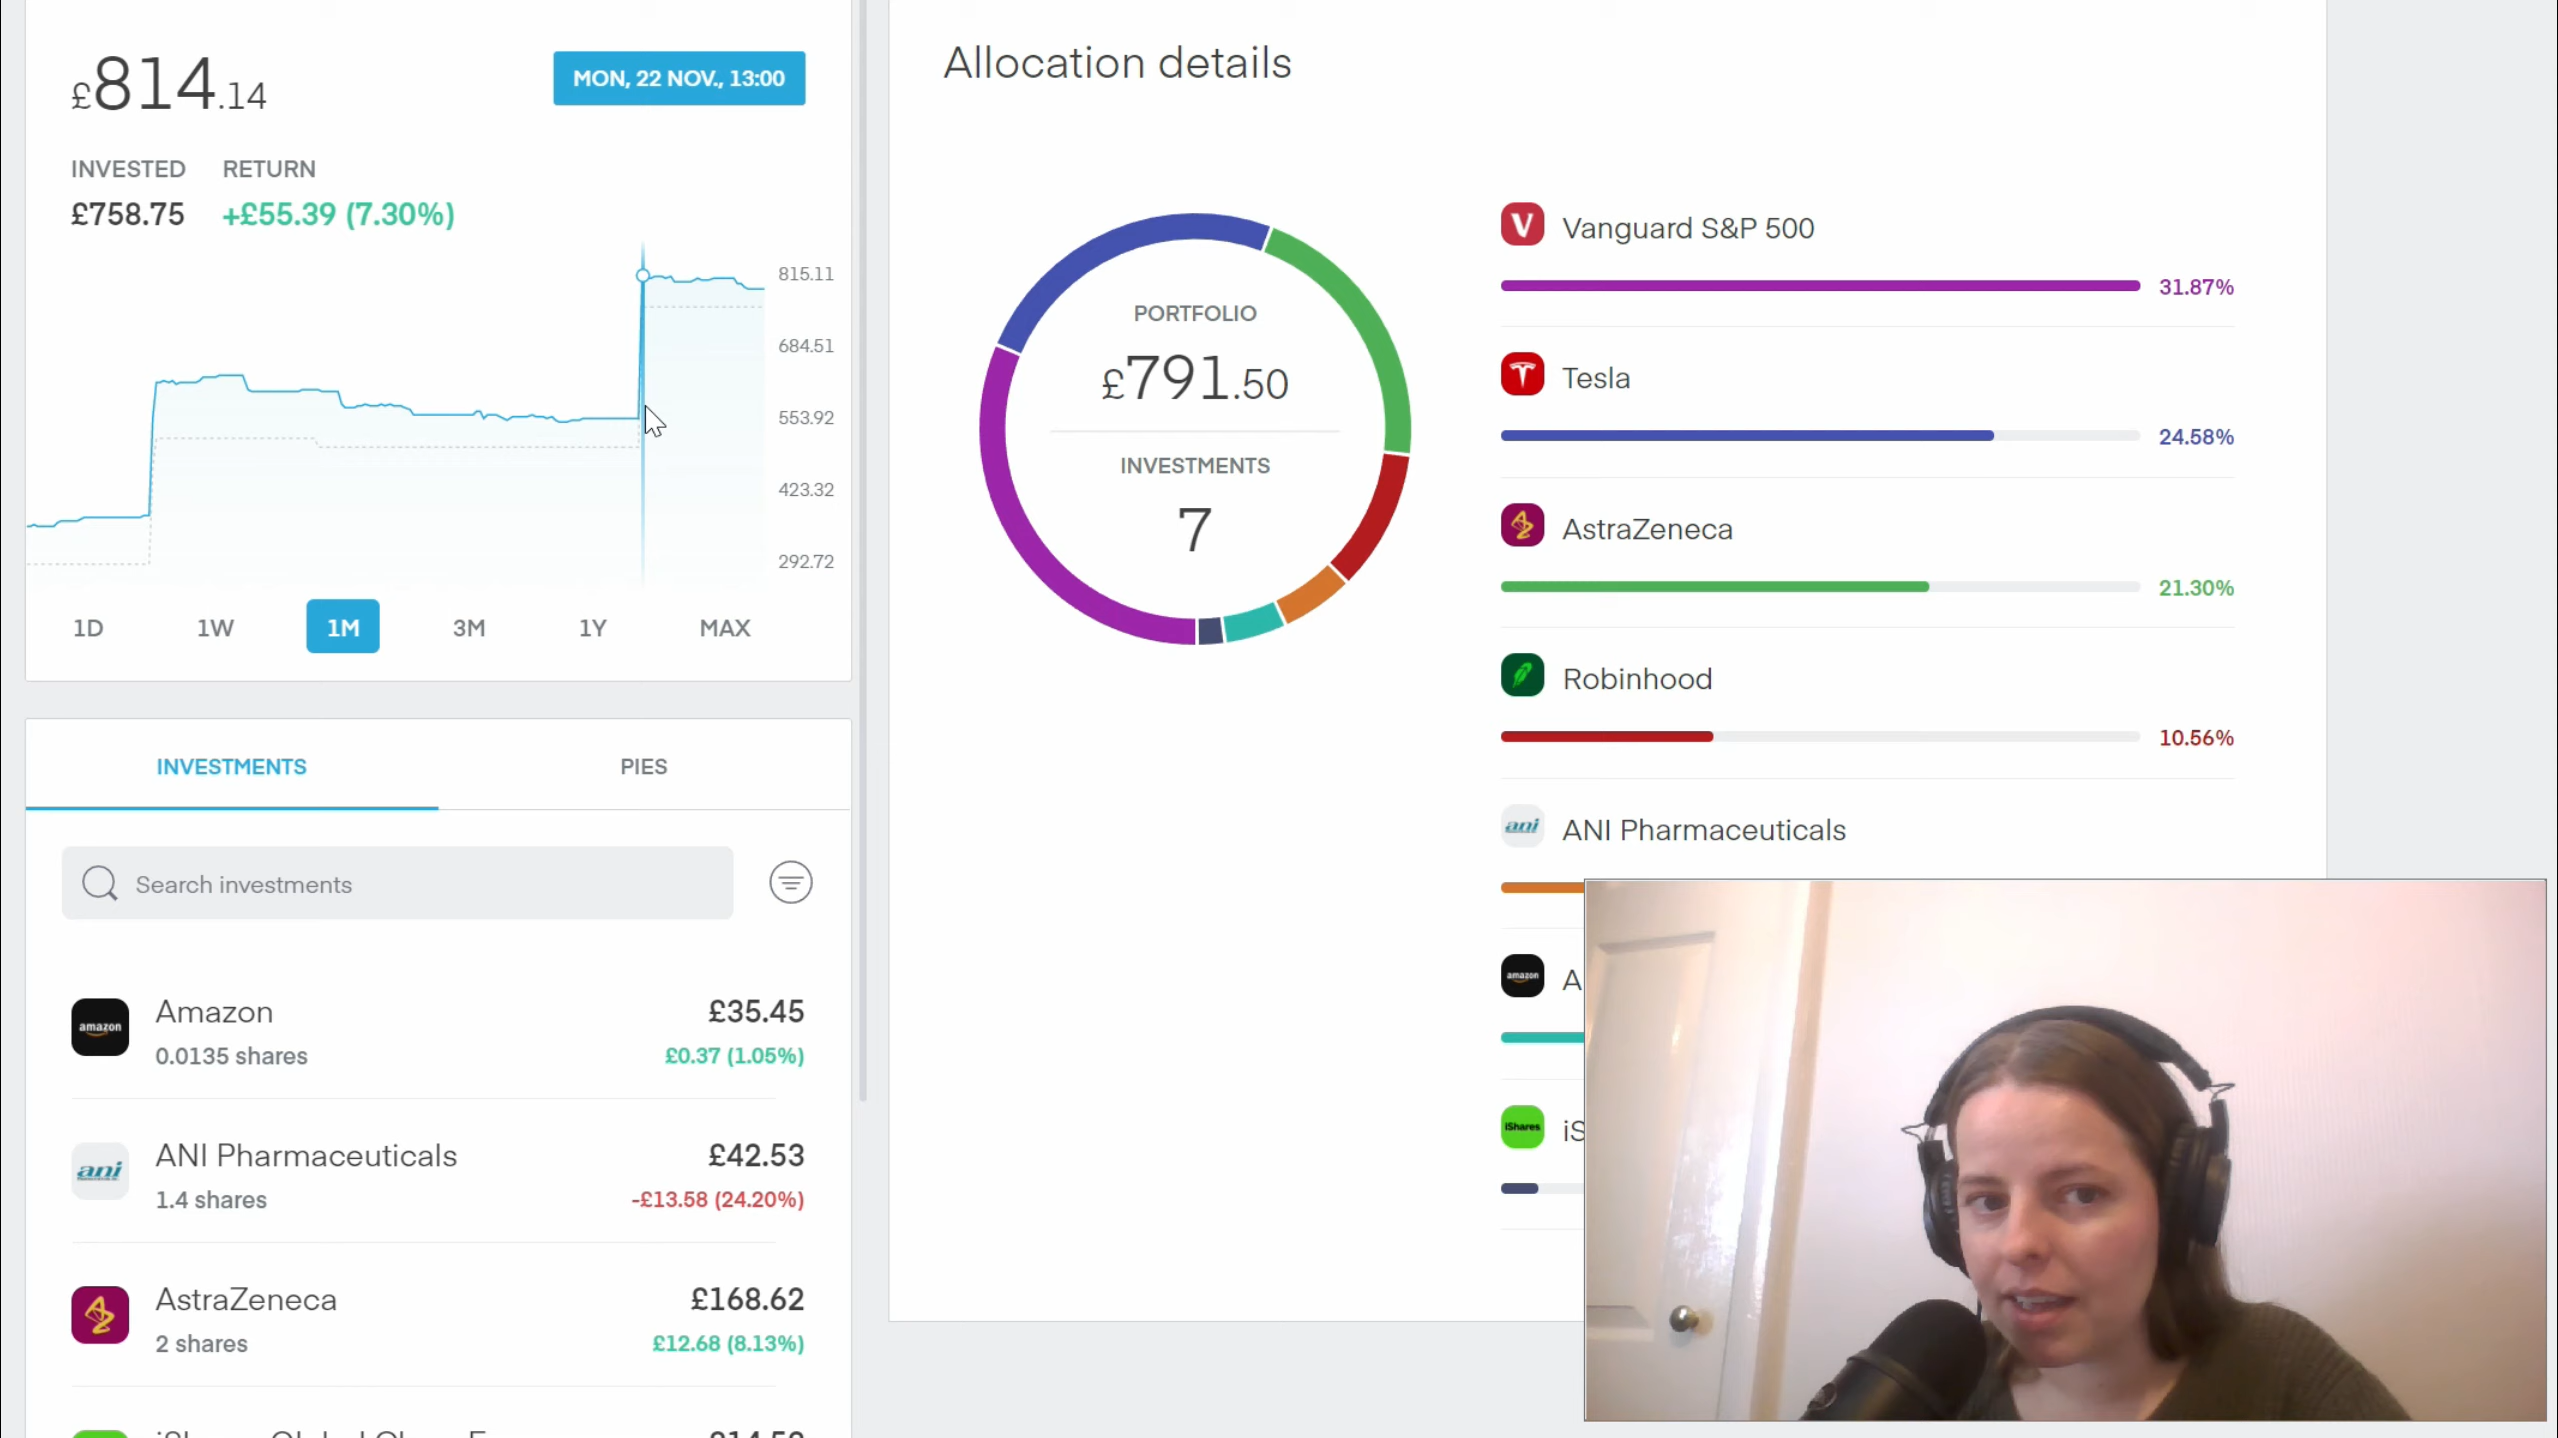 £814.14
MON, 22 NOV., 13:00
INVESTED RETURN
£758.75 +£55.39 (7.30%)
815.11
684.51
553.92
423.32
292.72
1D 1W 1M 3M 1Y MAX
INVESTMENTS PIES
Search investments
amazon
Amazon £35.45
0.0135 shares £0.37 (1.05%)
ani
ANI Pharmaceuticals £42.53
1.4 shares -£13.58 (24.20%)
AstraZeneca £168.62
2 shares £12.68 (8.13%)
Allocation details
PORTFOLIO
£791.50
INVESTMENTS
7
V Vanguard S&P 500
31.87%
Tesla
24.58%
AstraZeneca
21.30%
Robinhood
10.56%
ani ANI Pharmaceuticals
amazon A
iShares iS